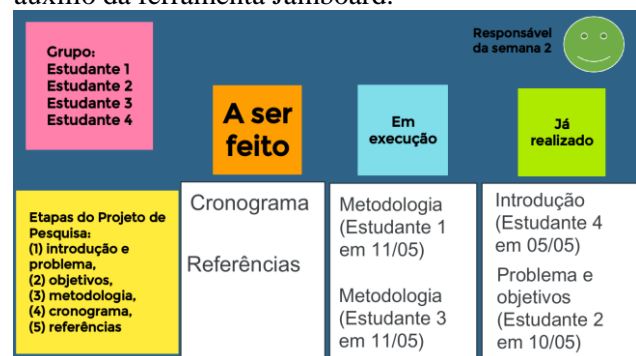 auxílio da ferramenta Jamboard.
Grupo:
Estudante 1
Estudante 2
Estudante 3
Estudante 4
Responsável
da semana 2
A ser
feito
Em
execução
Já
realizado
Etapas do Projeto de
Pesquisa:
(1) introdução e
problema,
(2) objetivos,
(3) metodologia,
(4) cronograma,
(5) referências
Cronograma
Referências
Metodologia
(Estudante 1
em 11/05)
Metodologia
(Estudante 3
em 11/05)
Introdução
(Estudante 4
em 05/05)
Problema e
objetivos
(Estudante 2
em 10/05)